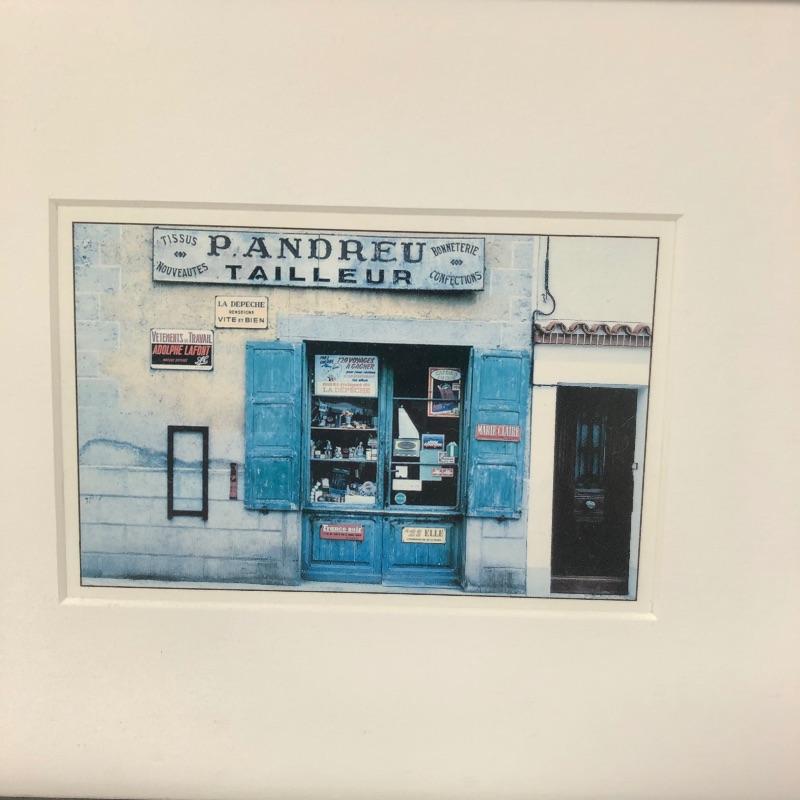 TISSUS
NOUVEAUTES
P. ANDREU
TAILLEUR
BONNETERIE
CONFECTIONS
LA DEPECHE
RENSEIGNE
VITE ET BIEN
VETEMENTS DE TRAVAIL
ADOLPHE LAFONT
VOYAGES
A GAGNER
LA DEPECHE
MARIE CLAIRE
France-soir
ELLE